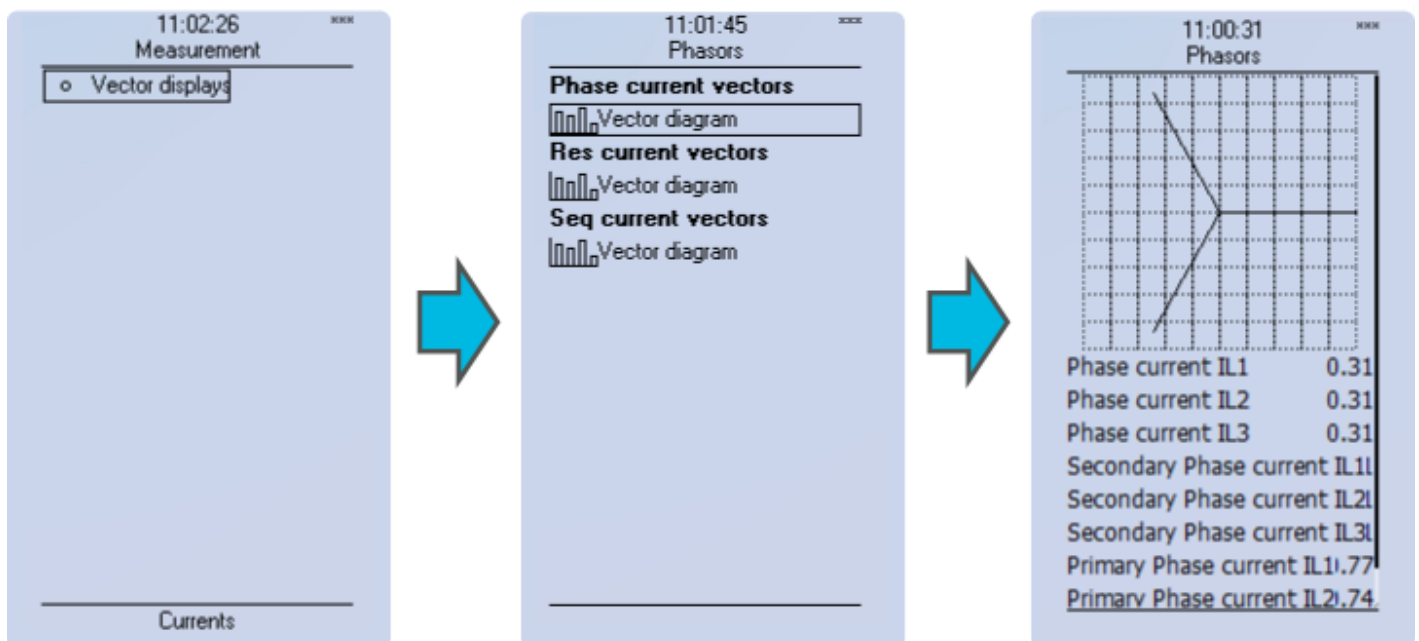 11:02:26
Measurement
Vector displays
Currents
11:01:45
Phasors
Phase current vectors
Vector diagram
Res current vectors
Vector diagram
Seq current vectors
Vector diagram
11:00:31
Phasors
Phase current IL1 0.31
Phase current IL2 0.31
Phase current IL3 0.31
Secondary Phase current IL1
Secondary Phase current IL2
Secondary Phase current IL3
Primary Phase current IL1 .77
Primary Phase current IL2 .74